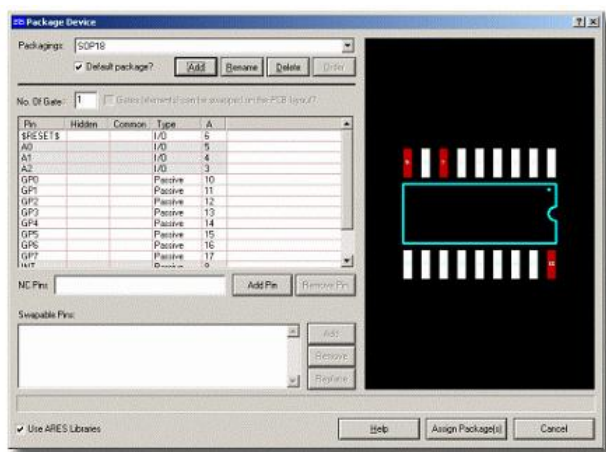 Package Device
Packagings: SOP18
Default package? Add Rename Delete Order
No. Of Gate: 1 Gates (elements) can be swapped on the PCB layout?
Pin Hidden Common Type A
$RESET$ I/O 6
A0 I/O 5
A1 I/O 4
A2 I/O 3
GP0 Passive 10
GP1 Passive 11
GP2 Passive 12
GP3 Passive 13
GP4 Passive 14
GP5 Passive 15
GP6 Passive 16
GP7 Passive 17
INT Passive
NC Pins: Add Pin Remove Pin
Swapable Pins:
Add
Remove
Replace
Use ARES Libraries Help Assign Package(s) Cancel